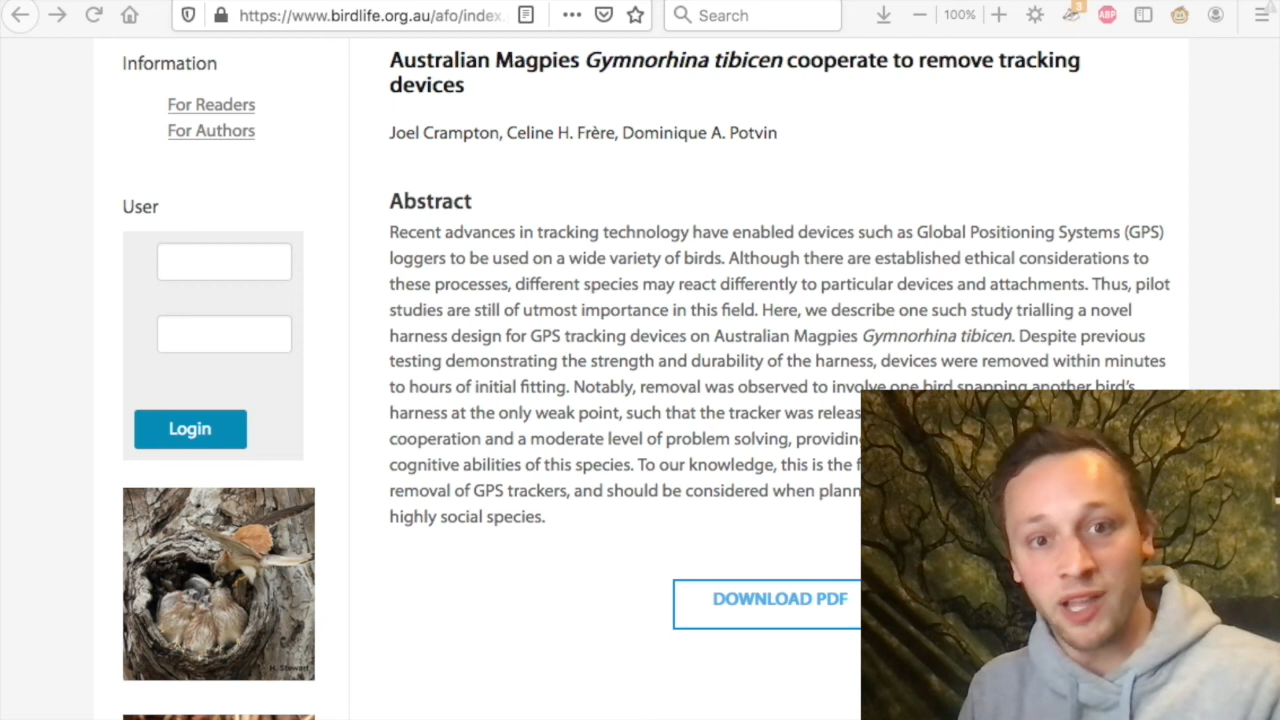 https://www.birdlife.org.au/afo/index.
Search
100%
3
ABP
Information
For Readers
For Authors
User
Login
H. Stewart
Australian Magpies Gymnorhina tibicen cooperate to remove tracking
devices
Joel Crampton, Celine H. Frère, Dominique A. Potvin
Abstract
Recent advances in tracking technology have enabled devices such as Global Positioning Systems (GPS)
loggers to be used on a wide variety of birds. Although there are established ethical considerations to
these processes, different species may react differently to particular devices and attachments. Thus, pilot
studies are still of utmost importance in this field. Here, we describe one such study trialling a novel
harness design for GPS tracking devices on Australian Magpies Gymnorhina tibicen. Despite previous
testing demonstrating the strength and durability of the harness, devices were removed within minutes
to hours of initial fitting. Notably, removal was observed to involve one bird snapping another bird's
harness at the only weak point, such that the tracker was
cooperation and a moderate level of problem solving,
cognitive abilities of this species. To our knowledge, this is the
removal of GPS trackers, and should be considered when
highly social species.
DOWNLOAD PDF